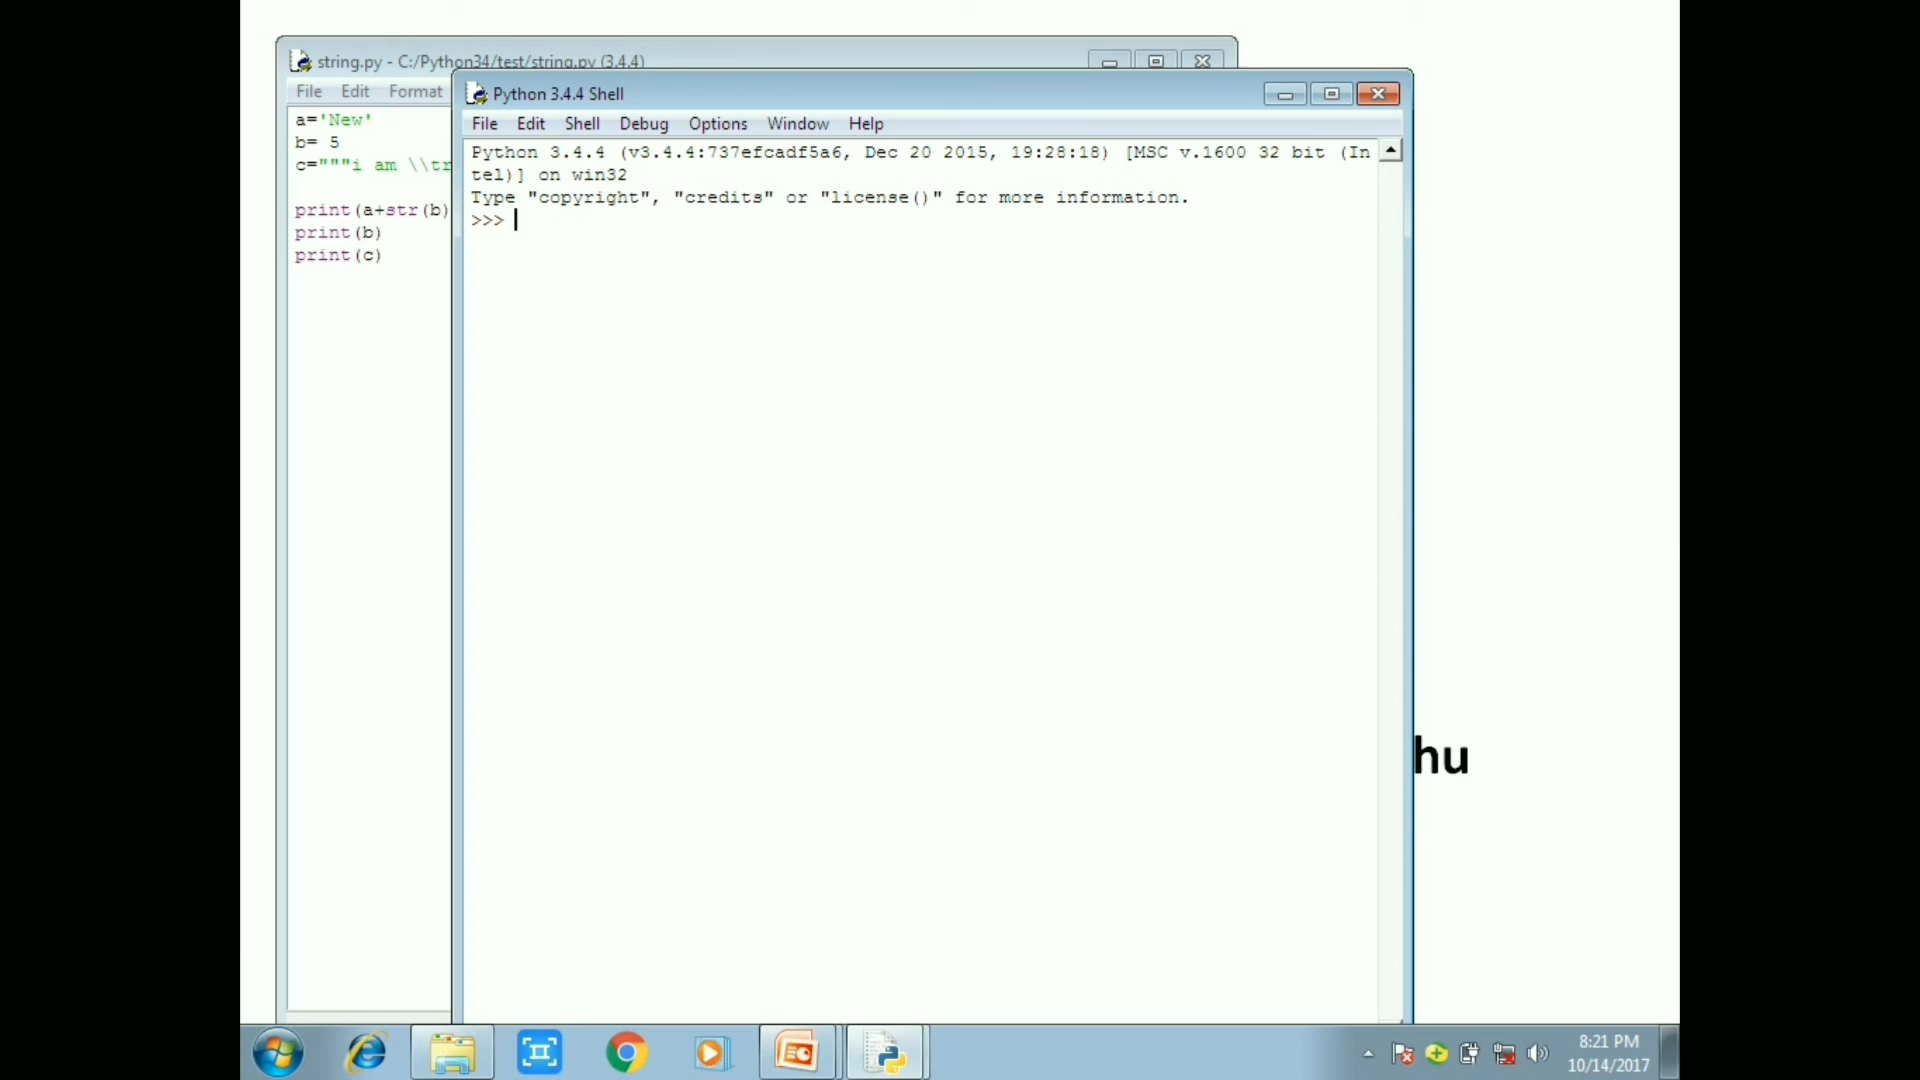 string.py - C:/Python34/test/string.py (3.4.4)
File Edit Format
a='New'
b= 5
c="""i am \\tr
print(a+str(b)
print(b)
print(c)
Python 3.4.4 Shell
File Edit Shell Debug Options Window Help
Python 3.4.4 (v3.4.4:737efcadf5a6, Dec 20 2015, 19:28:18) [MSC v.1600 32 bit (In
tel)] on win32
Type "copyright", "credits" or "license()" for more information.
>>>
hu
8:21 PM
10/14/2017